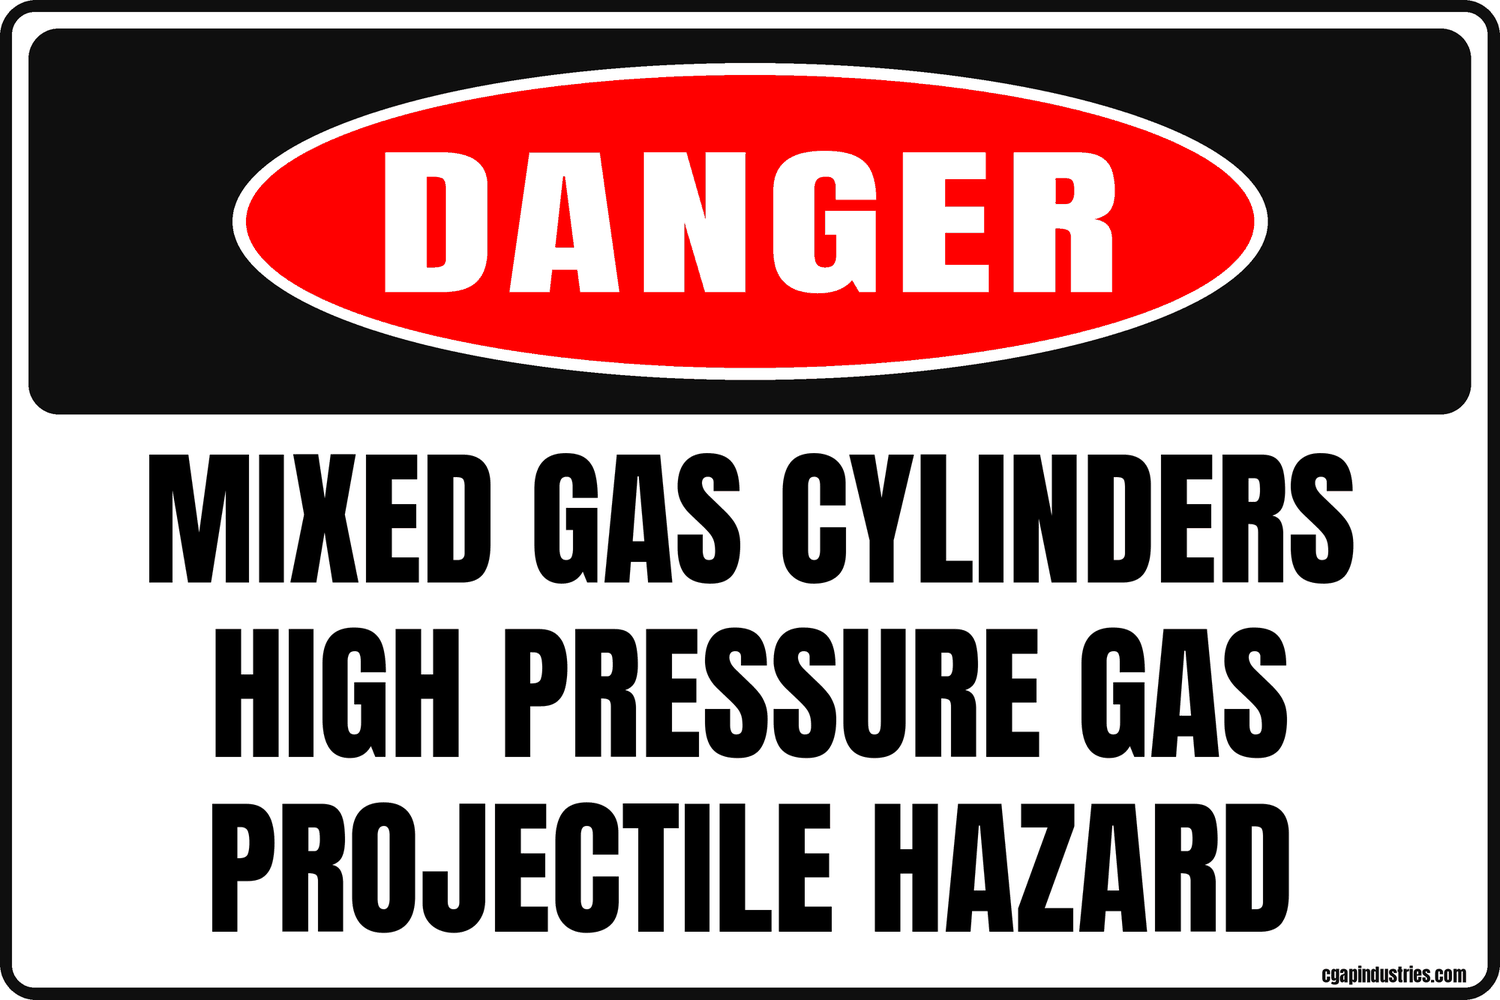 DANGER
MIXED GAS CYLINDERS
HIGH PRESSURE GAS
PROJECTILE HAZARD
cgapindustries.com